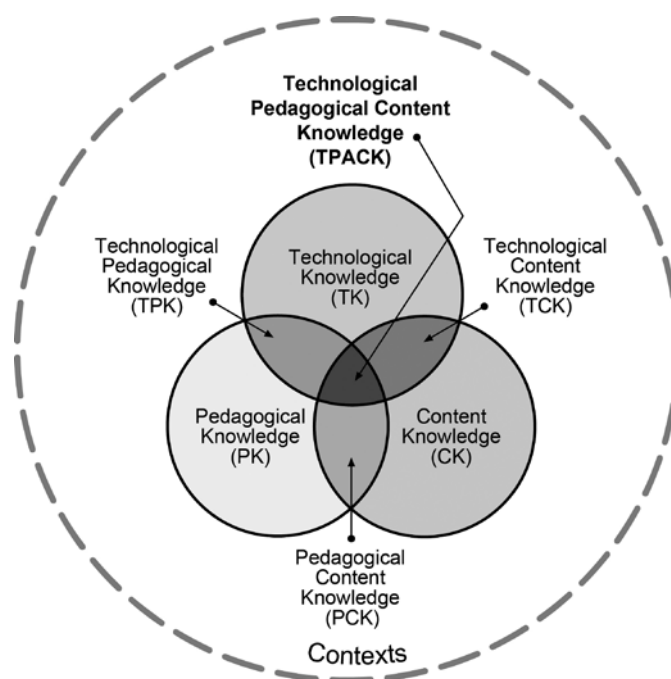 Technological
Pedagogical Content
Knowledge
(TPACK)
Technological
Pedagogical
Knowledge
(TPK)
Technological
Knowledge
(TK)
Technological
Content
Knowledge
(TCK)
Pedagogical
Knowledge
(PK)
Content
Knowledge
(CK)
Pedagogical
Content
Knowledge
(PCK)
Contexts